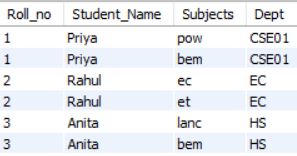 Roll_no Student_Name Subjects Dept
1 Priya pow CSE01
1 Priya bem CSE01
2 Rahul ec EC
2 Rahul et EC
3 Anita lanc HS
3 Anita bem HS